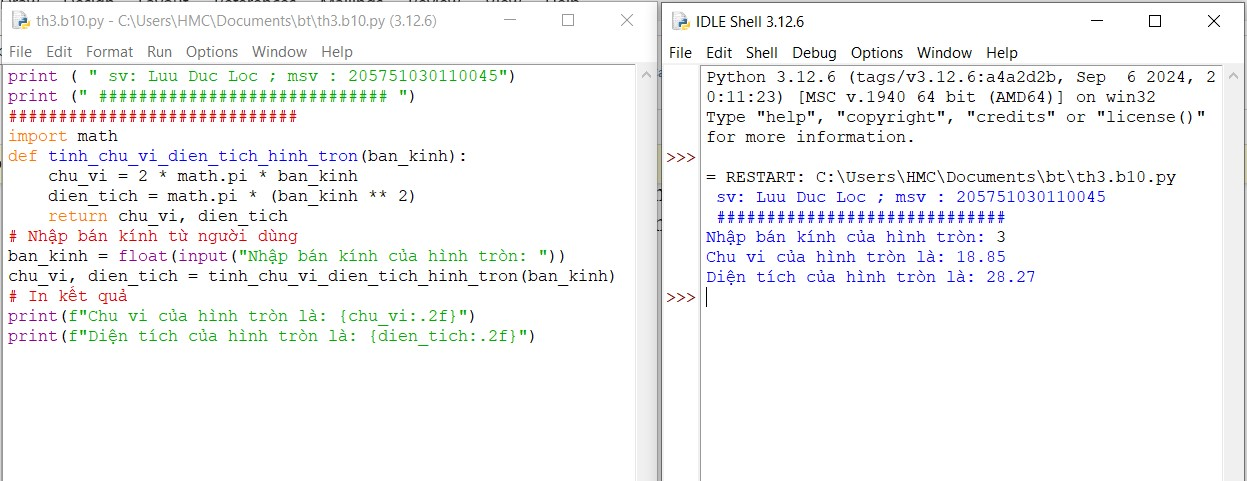 th3.b10.py - C:\Users\HMC\Documents\bt\th3.b10.py (3.12.6)
File Edit Format Run Options Window Help
print ( " sv: Luu Duc Loc ; msv : 205751030110045")
print (" ############################# ")
#############################
import math
def tinh_chu_vi_dien_tich_hinh_tron(ban_kinh):
    chu_vi = 2 * math.pi * ban_kinh
    dien_tich = math.pi * (ban_kinh ** 2)
    return chu_vi, dien_tich
# Nhập bán kính từ người dùng
ban_kinh = float(input("Nhập bán kính của hình tròn: "))
chu_vi, dien_tich = tinh_chu_vi_dien_tich_hinh_tron(ban_kinh)
# In kết quả
print(f"Chu vi của hình tròn là: {chu_vi:.2f}")
print(f"Diện tích của hình tròn là: {dien_tich:.2f}")
IDLE Shell 3.12.6
File Edit Shell Debug Options Window Help
Python 3.12.6 (tags/v3.12.6:a4a2d2b, Sep  6 2024, 2
0:11:23) [MSC v.1940 64 bit (AMD64)] on win32
Type "help", "copyright", "credits" or "license()"
for more information.
>>>
= RESTART: C:\Users\HMC\Documents\bt\th3.b10.py
 sv: Luu Duc Loc ; msv : 205751030110045
 #############################
Nhập bán kính của hình tròn: 3
Chu vi của hình tròn là: 18.85
Diện tích của hình tròn là: 28.27
>>>